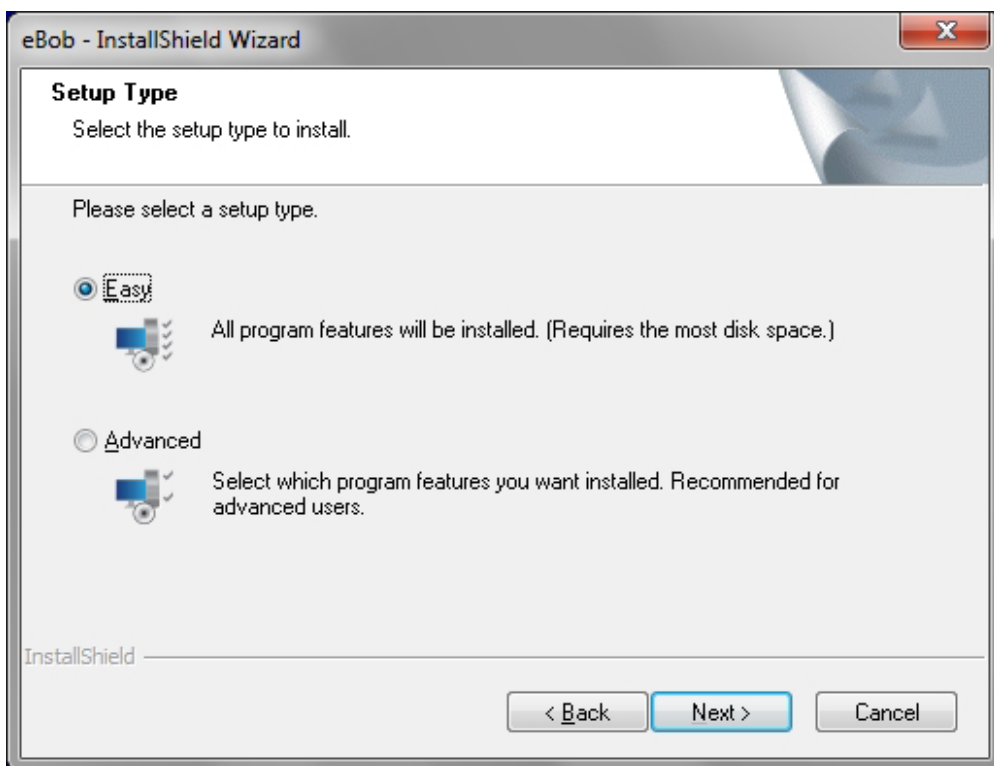 eBob - InstallShield Wizard
Setup Type
Select the setup type to install.
Please select a setup type.
Easy
All program features will be installed. (Requires the most disk space.)
Advanced
Select which program features you want installed. Recommended for
advanced users.
InstallShield
< Back
Next >
Cancel